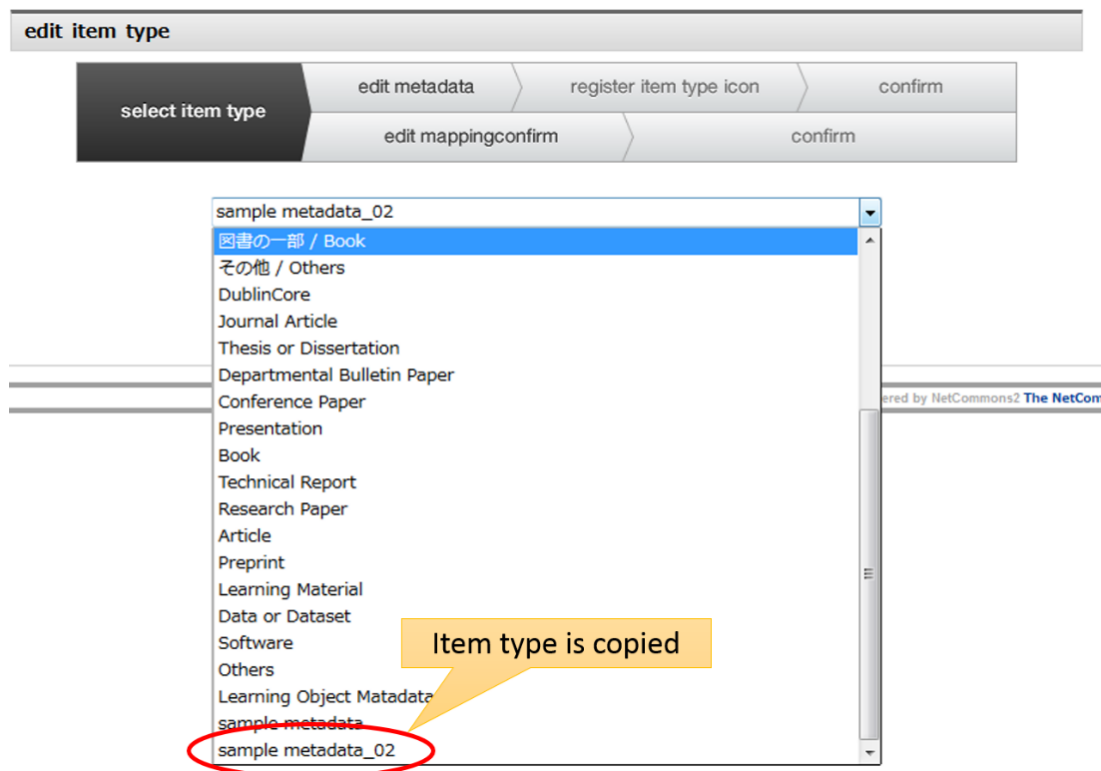 edit item type
select item type
edit metadata
register item type icon
confirm
edit mappingconfirm
confirm
sample metadata_02
図書の一部 / Book
その他 / Others
DublinCore
Journal Article
Thesis or Dissertation
Departmental Bulletin Paper
Conference Paper
ered by NetCommons2 The NetCom
Presentation
Book
Technical Report
Research Paper
Article
Preprint
Learning Material
Data or Dataset
Software
Item type is copied
Others
Learning Object Matadata
sample metadata
sample metadata_02